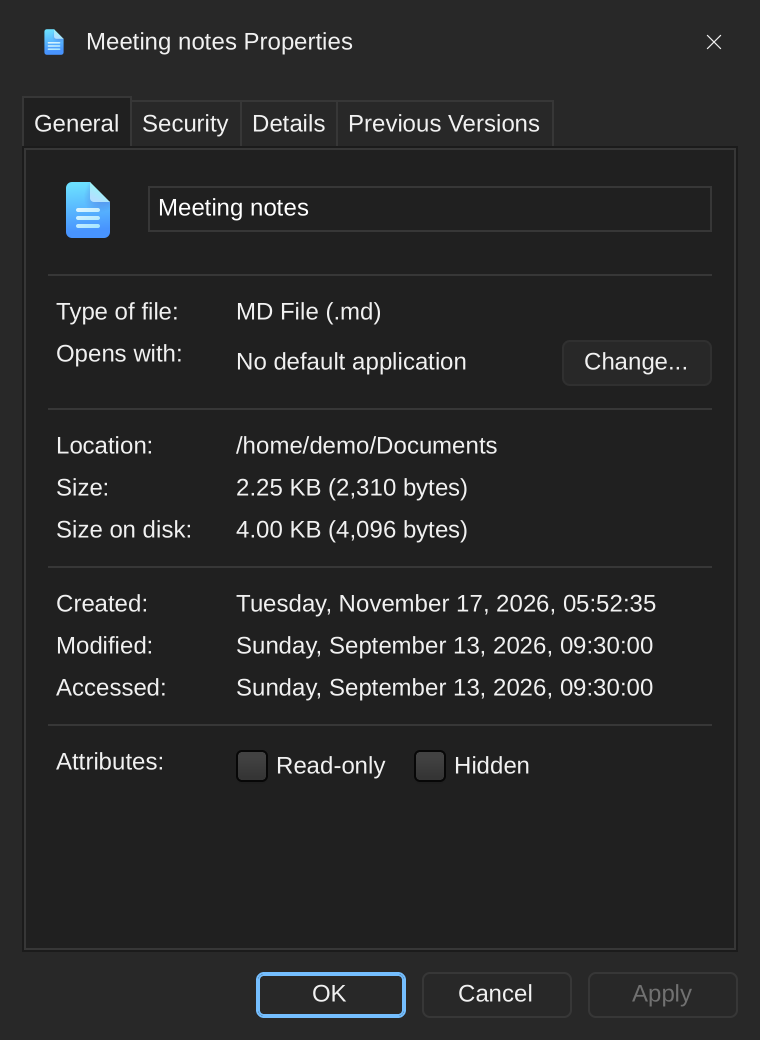 Meeting notes Properties
General Security Details Previous Versions
Meeting notes
Type of file: MD File (.md)
Opens with: No default application Change...
Location: /home/demo/Documents
Size: 2.25 KB (2,310 bytes)
Size on disk: 4.00 KB (4,096 bytes)
Created: Tuesday, November 17, 2026, 05:52:35
Modified: Sunday, September 13, 2026, 09:30:00
Accessed: Sunday, September 13, 2026, 09:30:00
Attributes: Read-only Hidden
OK Cancel Apply